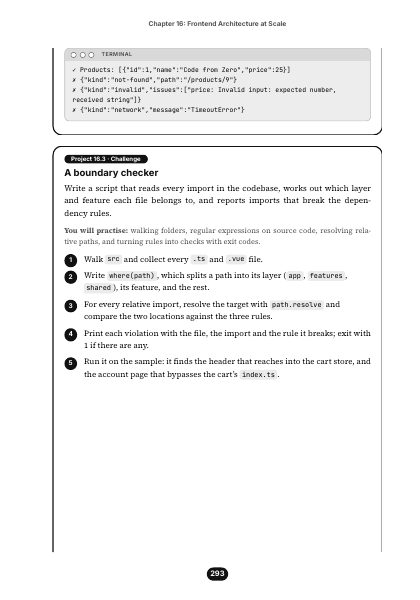 Chapter 16: Frontend Architecture at Scale
TERMINAL
✓ Products: [{"id":1,"name":"Code from Zero","price":25}]
✗ {"kind":"not-found","path":"/products/9"}
✗ {"kind":"invalid","issues":["price: Invalid input: expected number,
received string"]}
✗ {"kind":"network","message":"TimeoutError"}
Project 16.3 · Challenge
A boundary checker
Write a script that reads every import in the codebase, works out which layer
and feature each file belongs to, and reports imports that break the depen-
dency rules.
You will practise: walking folders, regular expressions on source code, resolving rela-
tive paths, and turning rules into checks with exit codes.
1 Walk src and collect every .ts and .vue file.
2 Write where(path), which splits a path into its layer (app, features,
shared), its feature, and the rest.
3 For every relative import, resolve the target with path.resolve and
compare the two locations against the three rules.
4 Print each violation with the file, the import and the rule it breaks; exit with
1 if there are any.
5 Run it on the sample: it finds the header that reaches into the cart store, and
the account page that bypasses the cart's index.ts.
293